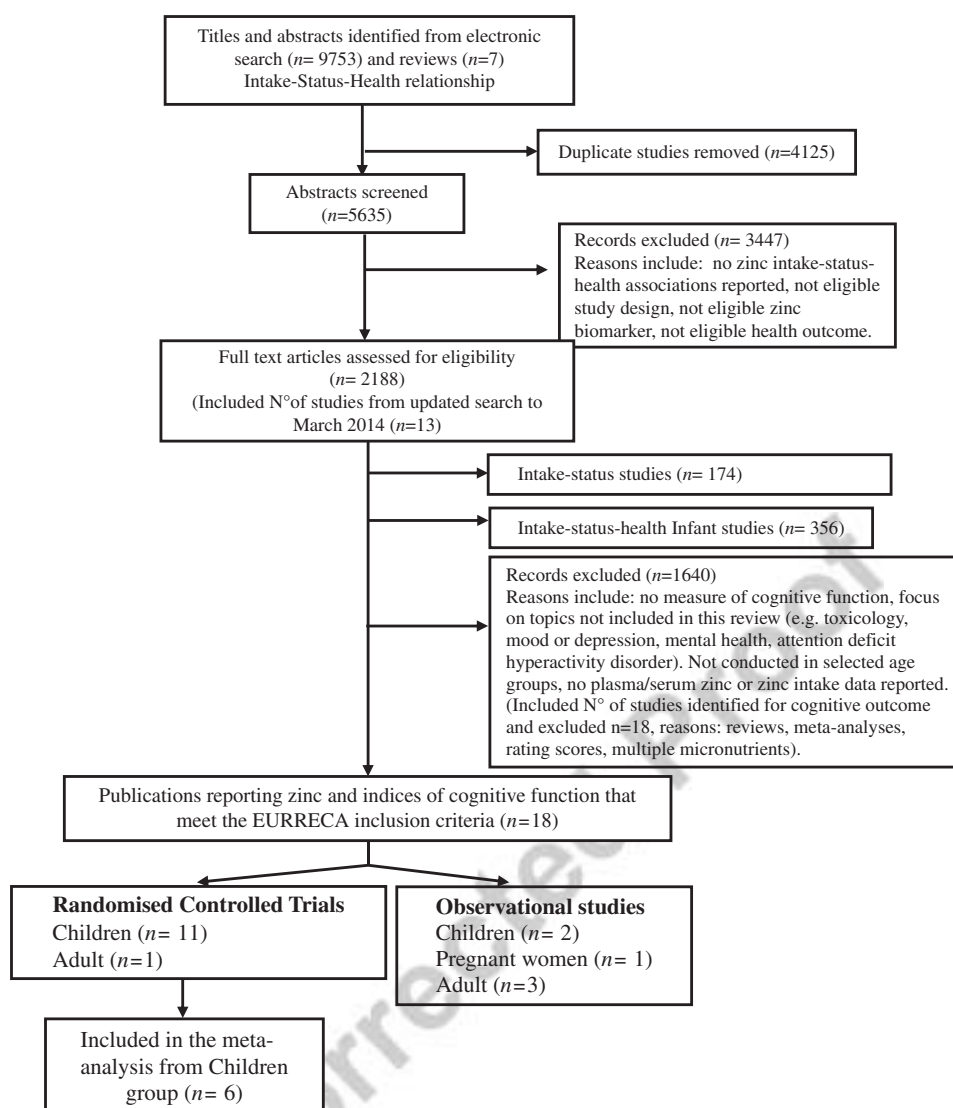 Titles and abstracts identified from electronic
search (n= 9753) and reviews (n=7)
Intake-Status-Health relationship
Duplicate studies removed (n=4125)
Abstracts screened
(n=5635)
Records excluded (n= 3447)
Reasons include: no zinc intake-status-
health associations reported, not eligible
study design, not eligible zinc
biomarker, not eligible health outcome.
Full text articles assessed for eligibility
(n= 2188)
(Included N°of studies from updated search to
March 2014 (n=13)
Intake-status studies (n= 174)
Intake-status-health Infant studies (n= 356)
Records excluded (n=1640)
Reasons include: no measure of cognitive function, focus
on topics not included in this review (e.g. toxicology,
mood or depression, mental health, attention deficit
hyperactivity disorder). Not conducted in selected age
groups, no plasma/serum zinc or zinc intake data reported.
(Included N° of studies identified for cognitive outcome
and excluded n=18, reasons: reviews, meta-analyses,
rating scores, multiple micronutrients).
Publications reporting zinc and indices of cognitive function that
meet the EURRECA inclusion criteria (n=18)
Randomised Controlled Trials
Children (n= 11)
Adult (n=1)
Observational studies
Children (n= 2)
Pregnant women (n= 1)
Adult (n=3)
Included in the meta-
analysis from Children
group (n= 6)
Proof